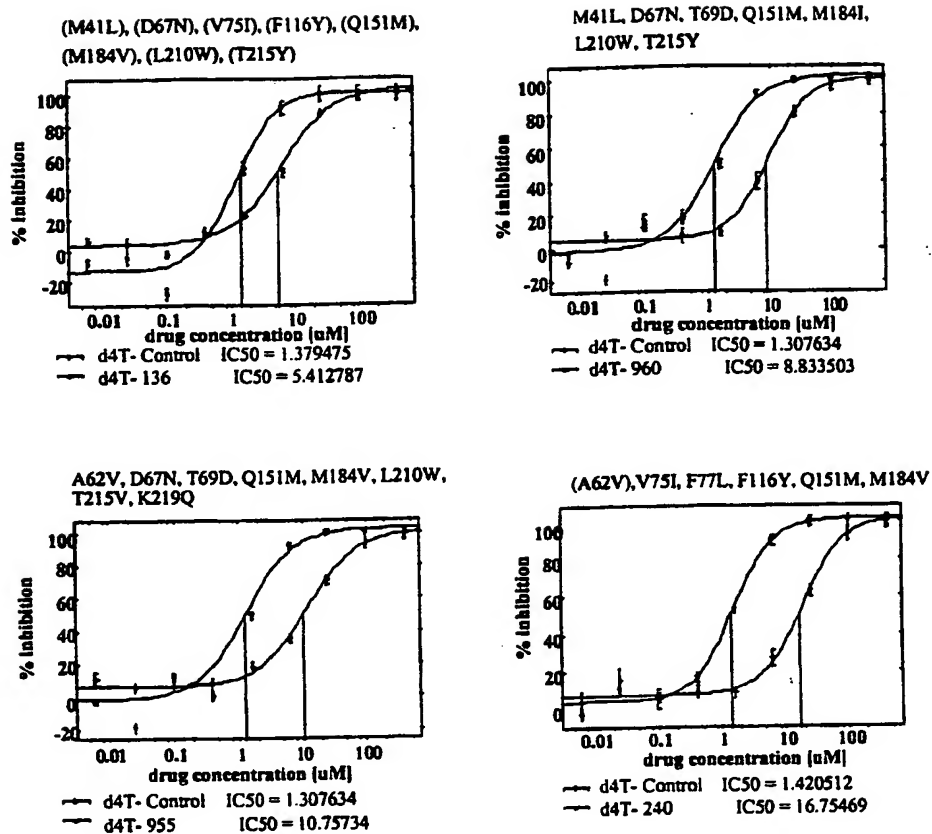 (M41L), (D67N), (V75I), (F116Y), (Q151M),
(M184V), (L210W), (T215Y)
100
80
60
40
20
0
-20
% inhibition
0.01 0.1 1 10 100
drug concentration [uM]
d4T- Control IC50 = 1.379475
d4T- 136 IC50 = 5.412787
M41L, D67N, T69D, Q151M, M184I,
L210W, T215Y
100
80
60
40
20
0
-20
% inhibition
0.01 0.1 1 10 100
drug concentration [uM]
d4T- Control IC50 = 1.307634
d4T- 960 IC50 = 8.833503
A62V, D67N, T69D, Q151M, M184V, L210W,
T215V, K219Q
100
80
60
40
20
0
-20
% inhibition
0.01 0.1 1 10 100
drug concentration [uM]
d4T- Control IC50 = 1.307634
d4T- 955 IC50 = 10.75734
(A62V), V75I, F77L, F116Y, Q151M, M184V
100
80
60
40
20
0
% inhibition
0.01 0.1 1 10 100
drug concentration [uM]
d4T- Control IC50 = 1.420512
d4T- 240 IC50 = 16.75469